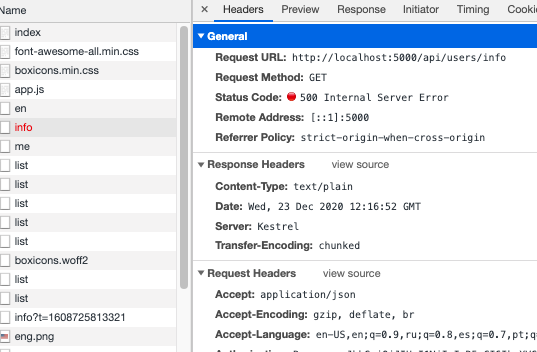 Name
index
font-awesome-all.min.css
boxicons.min.css
app.js
en
info
me
list
list
list
list
list
boxicons.woff2
list
list
info?t=1608725813321
eng.png
Headers Preview Response Initiator Timing Cooki
General
Request URL: http://localhost:5000/api/users/info
Request Method: GET
Status Code: 500 Internal Server Error
Remote Address: [::1]:5000
Referrer Policy: strict-origin-when-cross-origin
Response Headers view source
Content-Type: text/plain
Date: Wed, 23 Dec 2020 12:16:52 GMT
Server: Kestrel
Transfer-Encoding: chunked
Request Headers view source
Accept: application/json
Accept-Encoding: gzip, deflate, br
Accept-Language: en-US,en;q=0.9,ru;q=0.8,es;q=0.7,pt;q=